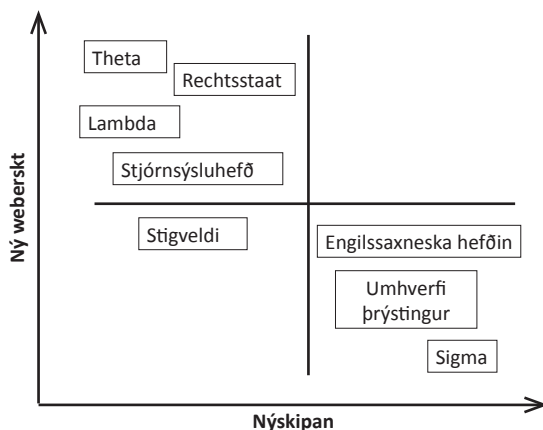 Theta
Rechtsstaat
Lambda
Stjórnsýsluhefð
Stigveldi
Engilssaxneska hefðin
Umhverfi
þrýstingur
Sigma
Ný weberskt
Nýskipan